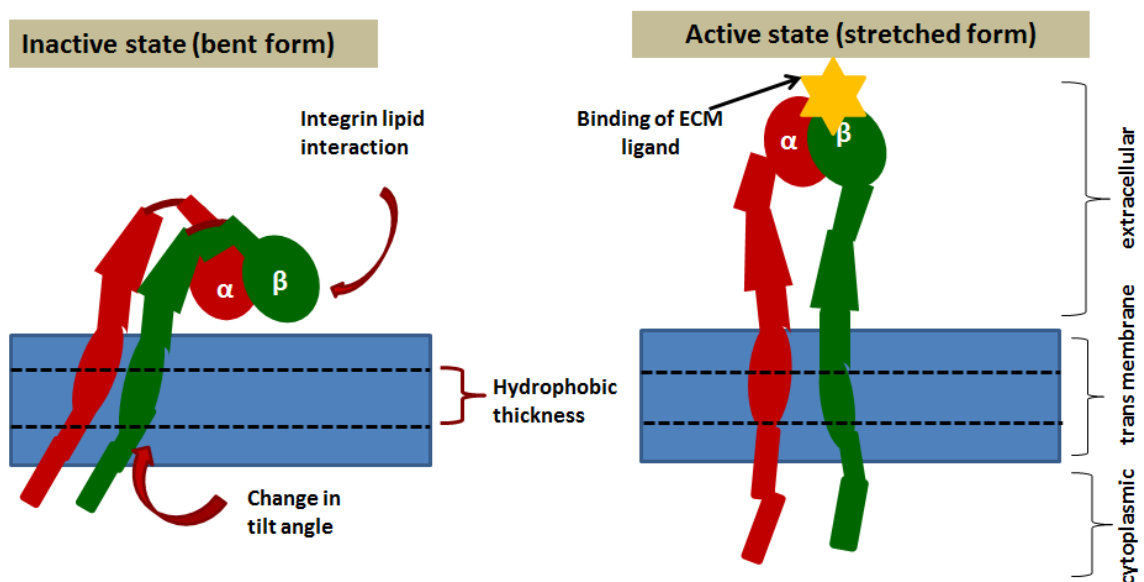 Inactive state (bent form)
Active state (stretched form)
Integrin lipid
interaction
Binding of ECM
ligand
α
β
α
β
Hydrophobic
thickness
Change in
tilt angle
extracellular
trans membrane
cytoplasmic